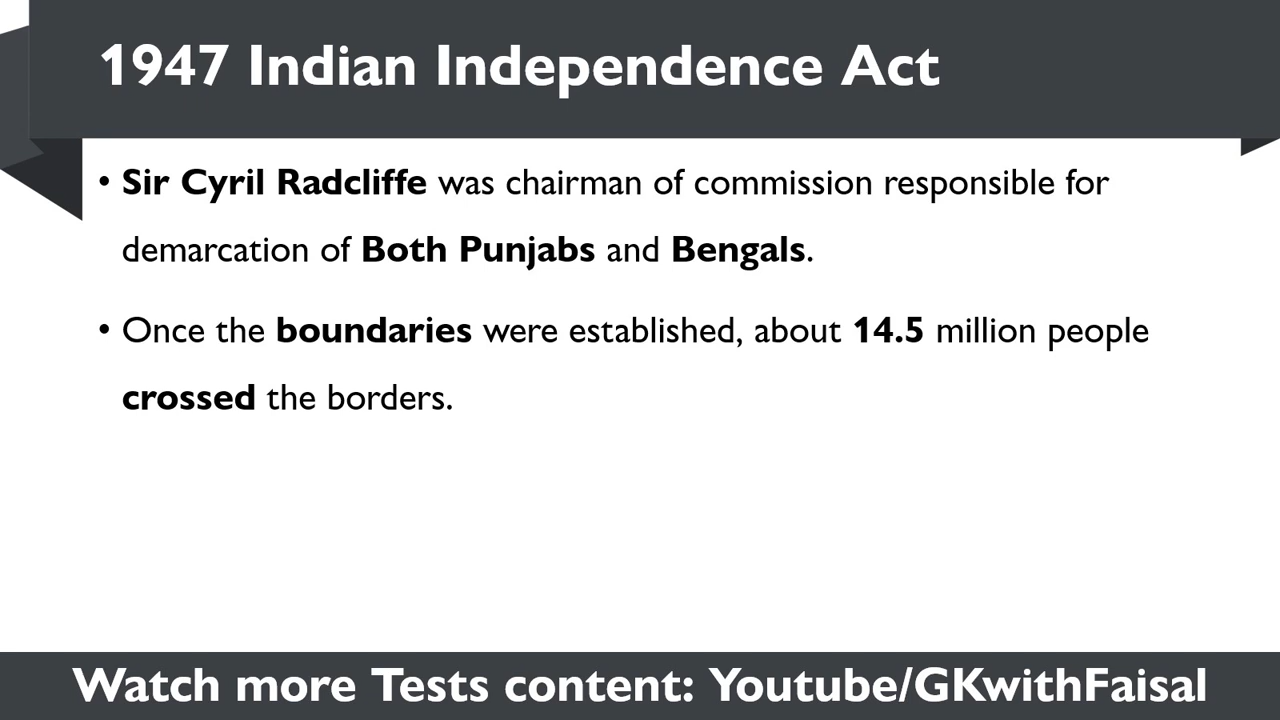 1947 Indian Independence Act
• Sir Cyril Radcliffe was chairman of commission responsible for
demarcation of Both Punjabs and Bengals.
• Once the boundaries were established, about 14.5 million people
crossed the borders.
Watch more Tests content: Youtube/GKwithFaisal